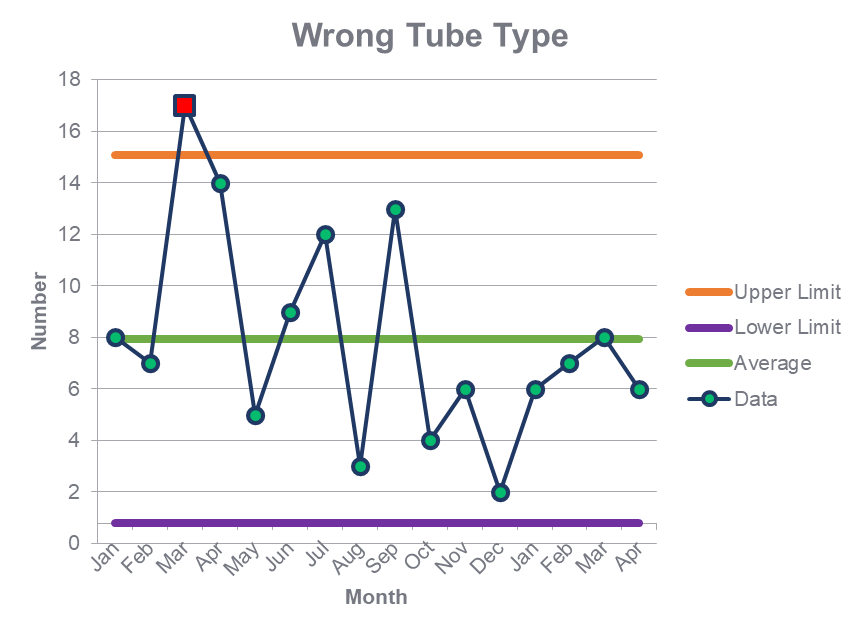 Wrong Tube Type
18
16
14
12
10
8
6
4
2
0
Number
Jan Feb Mar Apr May Jun Jul Aug Sep Oct Nov Dec Jan Feb Mar Apr
Month
Upper Limit
Lower Limit
Average
Data